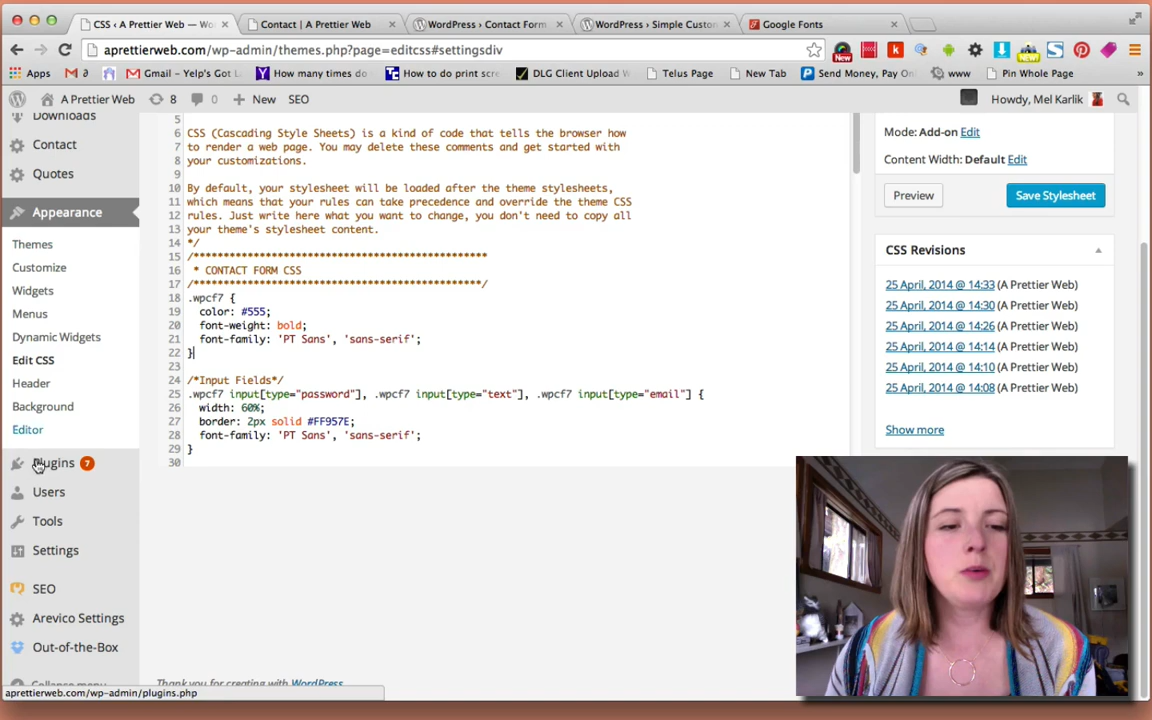 CSS ‹ A Prettier Web — Wo
Contact | A Prettier Web
WordPress › Contact Form
WordPress › Simple Custom
Google Fonts
aprettierweb.com/wp-admin/themes.php?page=editcss#settingsdiv
Apps
Gmail – Yelp's Got L
How many times do
How to do print scre
DLG Client Upload W
Telus Page
New Tab
Send Money, Pay On
www
Pin Whole Page
»
A Prettier Web
8
0
New
SEO
Howdy, Mel Karlik
Downloads
Contact
Quotes
Appearance
Themes
Customize
Widgets
Menus
Dynamic Widgets
Edit CSS
Header
Background
Editor
Plugins 7
Users
Tools
Settings
SEO
Arevico Settings
Out-of-the-Box
Collapse menu
5
6 CSS (Cascading Style Sheets) is a kind of code that tells the browser how
7 to render a web page. You may delete these comments and get started with
8 your customizations.
9
10 By default, your stylesheet will be loaded after the theme stylesheets,
11 which means that your rules can take precedence and override the theme CSS
12 rules. Just write here what you want to change, you don't need to copy all
13 your theme's stylesheet content.
14 */
15 /*************************************************
16 * CONTACT FORM CSS
17 /*************************************************/
18 .wpcf7 {
19 color: #555;
20 font-weight: bold;
21 font-family: 'PT Sans', 'sans-serif';
22 }
23
24 /*Input Fields*/
25 .wpcf7 input[type="password"], .wpcf7 input[type="text"], .wpcf7 input[type="email"] {
26 width: 60%;
27 border: 2px solid #FF957E;
28 font-family: 'PT Sans', 'sans-serif';
29 }
30
Mode: Add-on Edit
Content Width: Default Edit
Preview
Save Stylesheet
CSS Revisions
25 April, 2014 @ 14:33 (A Prettier Web)
25 April, 2014 @ 14:30 (A Prettier Web)
25 April, 2014 @ 14:26 (A Prettier Web)
25 April, 2014 @ 14:14 (A Prettier Web)
25 April, 2014 @ 14:10 (A Prettier Web)
25 April, 2014 @ 14:08 (A Prettier Web)
Show more
Thank you for creating with WordPress
aprettierweb.com/wp-admin/plugins.php